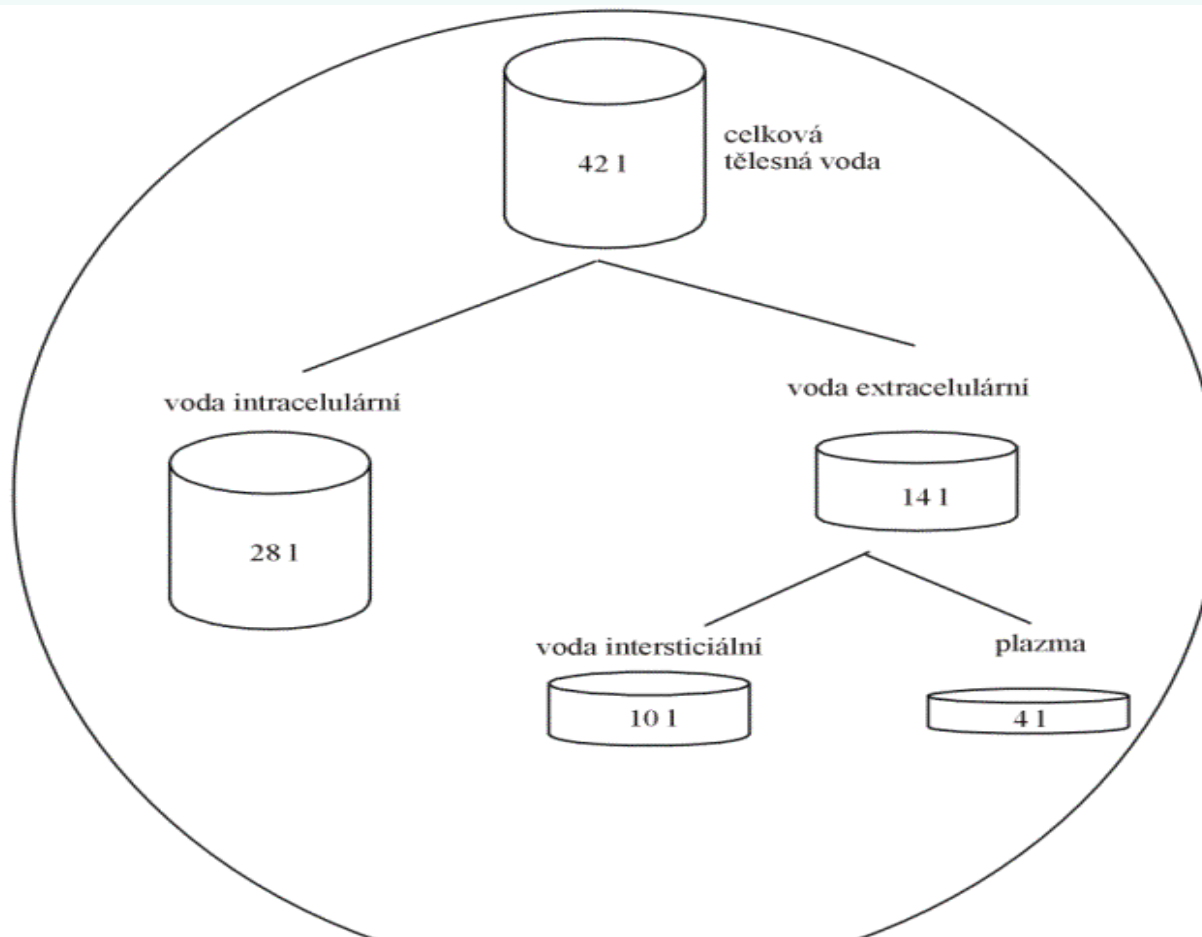 42 l
celková
tělesná voda
voda intracelulární
voda extracelulární
28 l
14 l
voda intersticiální
plazma
10 l
4 l